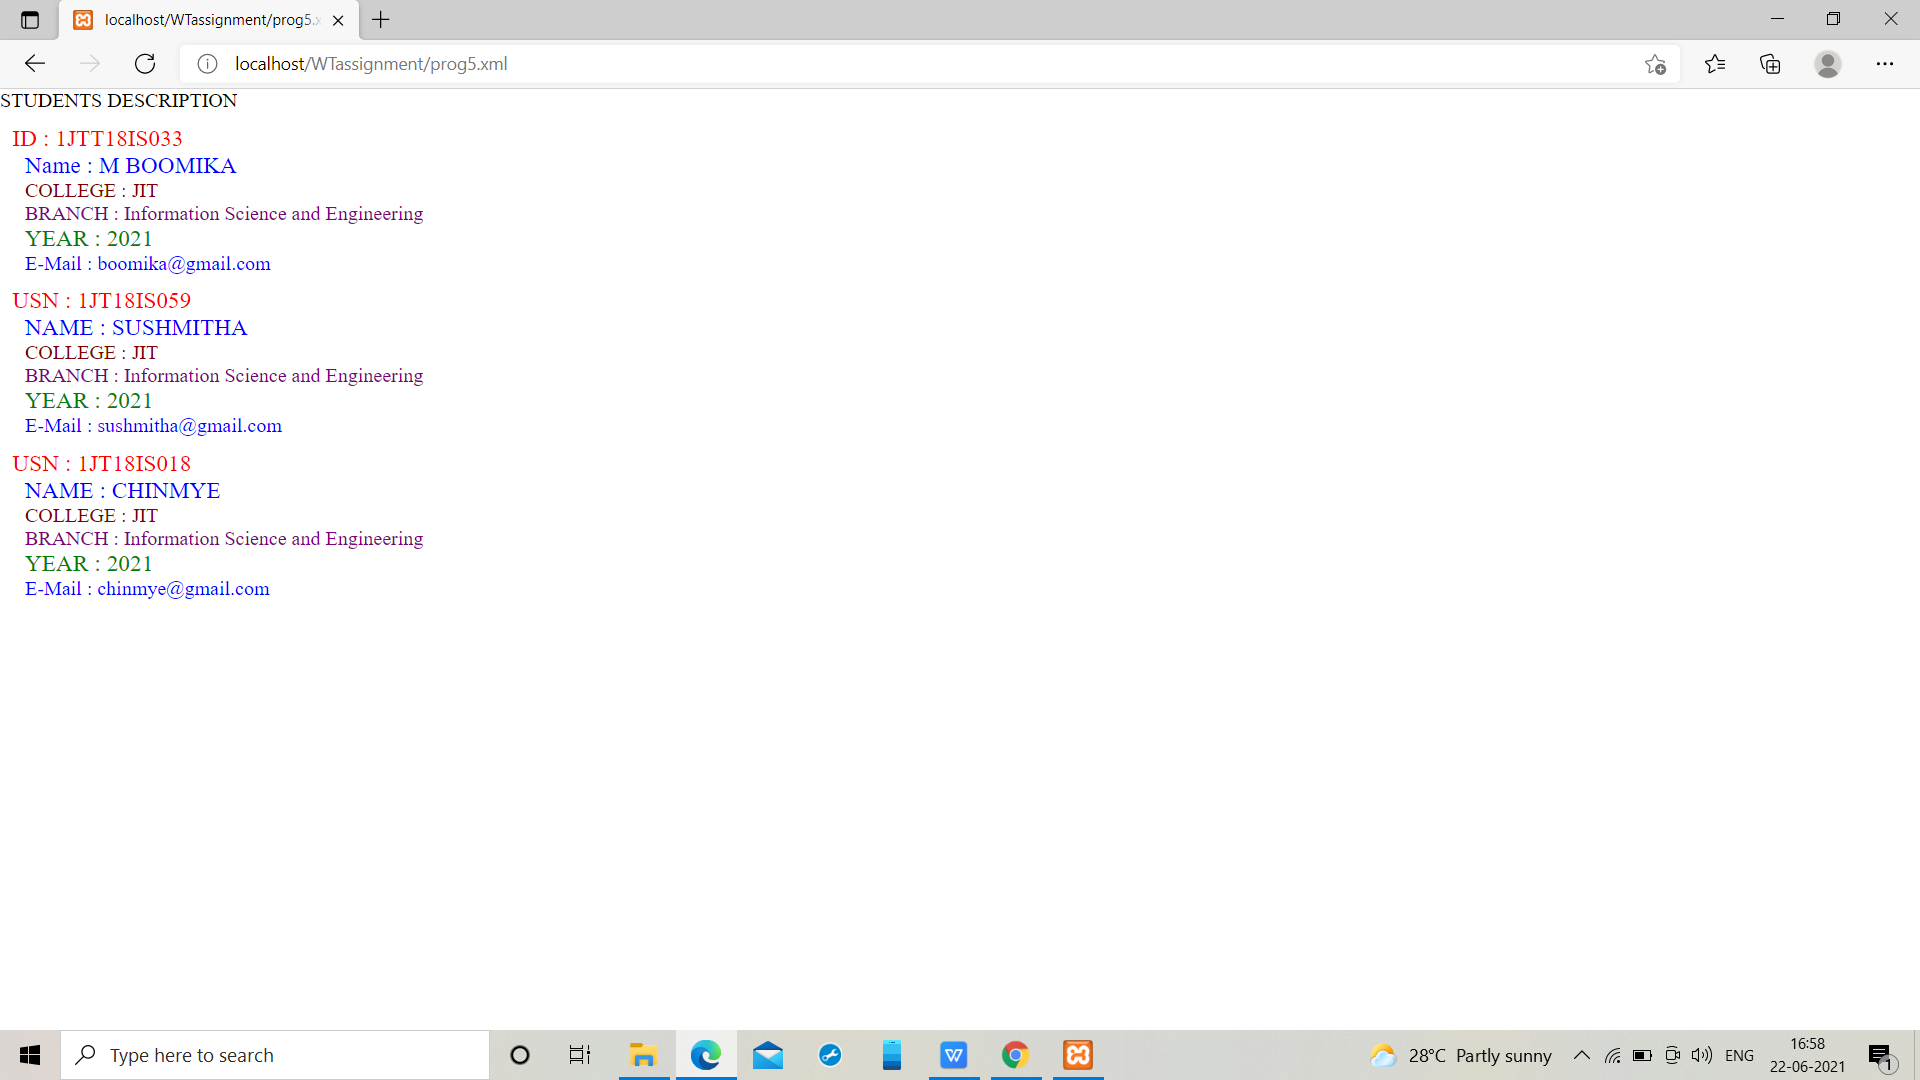 localhost/WTassignment/prog5.x
localhost/WTassignment/prog5.xml
STUDENTS DESCRIPTION
ID : 1JTT18IS033
Name : M BOOMIKA
COLLEGE : JIT
BRANCH : Information Science and Engineering
YEAR : 2021
E-Mail : boomika@gmail.com
USN : 1JT18IS059
NAME : SUSHMITHA
COLLEGE : JIT
BRANCH : Information Science and Engineering
YEAR : 2021
E-Mail : sushmitha@gmail.com
USN : 1JT18IS018
NAME : CHINMYE
COLLEGE : JIT
BRANCH : Information Science and Engineering
YEAR : 2021
E-Mail : chinmye@gmail.com
Type here to search
W
28°C Partly sunny
ENG
16:58
22-06-2021
1